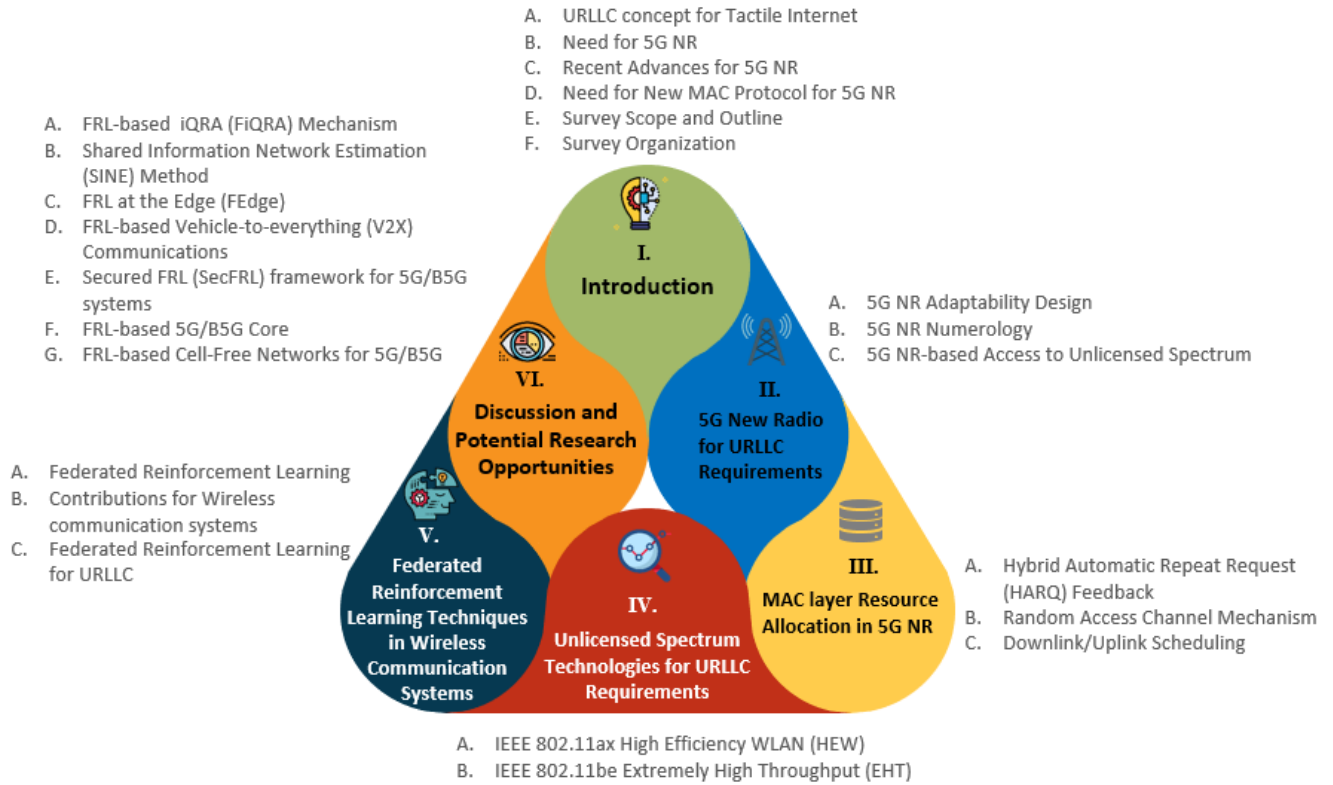 A. URLLC concept for Tactile Internet
B. Need for 5G NR
C. Recent Advances for 5G NR
D. Need for New MAC Protocol for 5G NR
E. Survey Scope and Outline
F. Survey Organization
I.
Introduction
A. 5G NR Adaptability Design
B. 5G NR Numerology
C. 5G NR-based Access to Unlicensed Spectrum
II.
5G New Radio
for URLLC
Requirements
A. Hybrid Automatic Repeat Request
(HARQ) Feedback
B. Random Access Channel Mechanism
C. Downlink/Uplink Scheduling
III.
MAC layer Resource
Allocation in 5G NR
IV.
Unlicensed Spectrum
Technologies for URLLC
Requirements
A. IEEE 802.11ax High Efficiency WLAN (HEW)
B. IEEE 802.11be Extremely High Throughput (EHT)
A. Federated Reinforcement Learning
B. Contributions for Wireless
communication systems
C. Federated Reinforcement Learning
for URLLC
V.
Federated
Reinforcement
Learning Techniques
in Wireless
Communication
Systems
A. FRL-based iQRA (FiQRA) Mechanism
B. Shared Information Network Estimation
(SINE) Method
C. FRL at the Edge (FEdge)
D. FRL-based Vehicle-to-everything (V2X)
Communications
E. Secured FRL (SecFRL) framework for 5G/B5G
systems
F. FRL-based 5G/B5G Core
G. FRL-based Cell-Free Networks for 5G/B5G
VI.
Discussion and
Potential Research
Opportunities